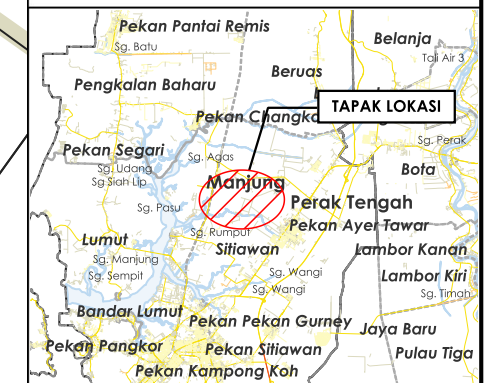 Pekan Pantai Remis
Sg. Batu
Belanja
Tali Air 3
Beruas
Pengkalan Baharu
TAPAK LOKASI
Pekan Changka
Sg. Perak
Pekan Segari
Sg. Agas
Sg. Udang
Bota
Sg Siah Lip
Manjung
Sg. Pasu
Perak Tengah
Pekan Ayer Tawar
Sg. Rumput
Lumut
Sitiawan
Lambor Kanan
Sg. Manjung
Sg. Wangi
Lambor Kiri
Sg. Sempit
Sg. Wangi
Sg. Timah
Bandar Lumut
Pekan Pekan Gurney
Jaya Baru
Pekan Pangkor
Pekan Sitiawan
Pulau Tiga
Pekan Kampong Koh